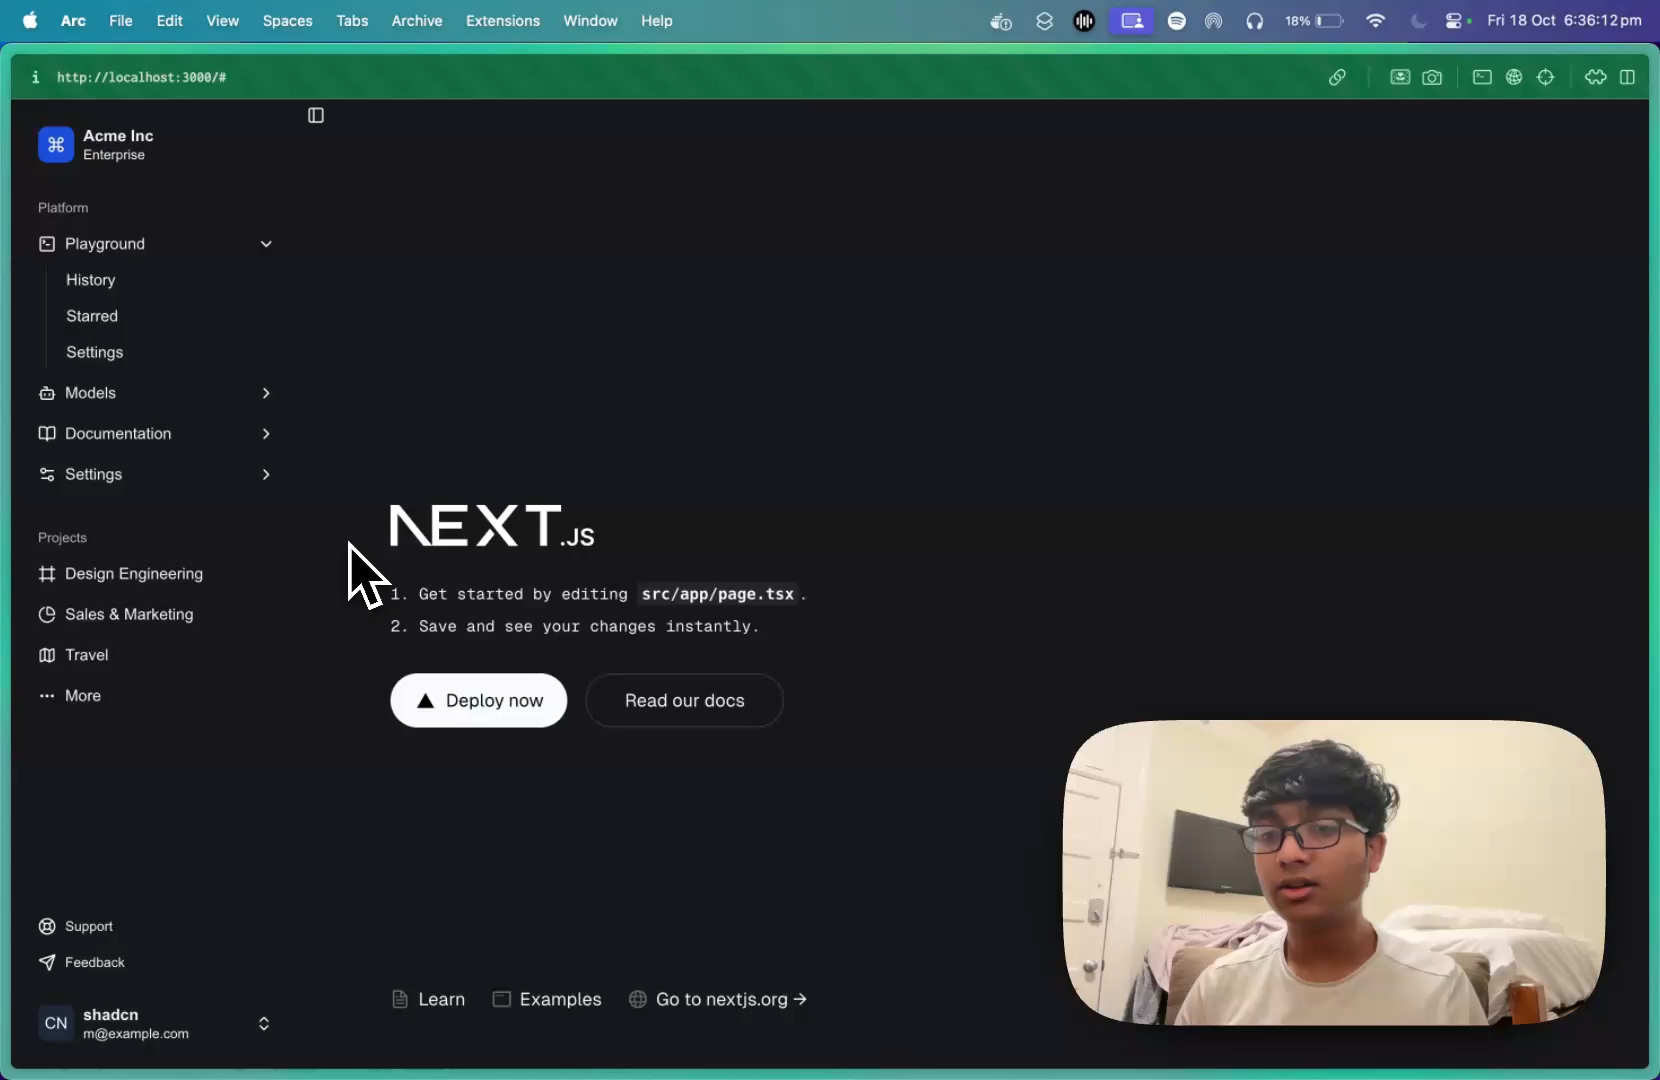 Arc File Edit View Spaces Tabs Archive Extensions Window Help 18% Fri 18 Oct 6:36:12 pm
http://localhost:3000/#
Acme Inc
Enterprise
Platform
Playground
History
Starred
Settings
Models
Documentation
Settings
Projects
Design Engineering
Sales & Marketing
Travel
More
Support
Feedback
CN
shadcn
m@example.com
NEXT.JS
1. Get started by editing src/app/page.tsx.
2. Save and see your changes instantly.
Deploy now Read our docs
Learn Examples Go to nextjs.org →